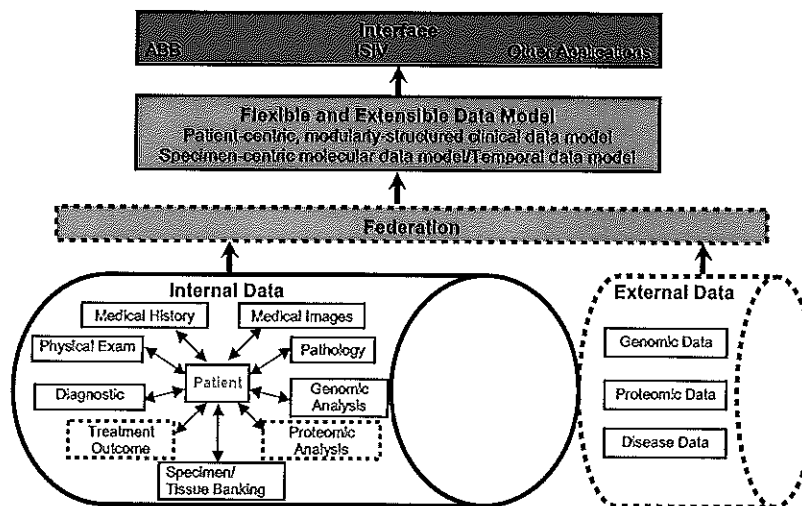 Interface
ABB ISIV Other Applications
Flexible and Extensible Data Model
Patient-centric, modularly-structured clinical data model
Specimen-centric molecular data model/Temporal data model
Federation
Internal Data
External Data
Medical History
Medical Images
Physical Exam
Pathology
Patient
Diagnostic
Genomic
Analysis
Treatment
Outcome
Proteomic
Analysis
Specimen/
Tissue Banking
Genomic Data
Proteomic Data
Disease Data